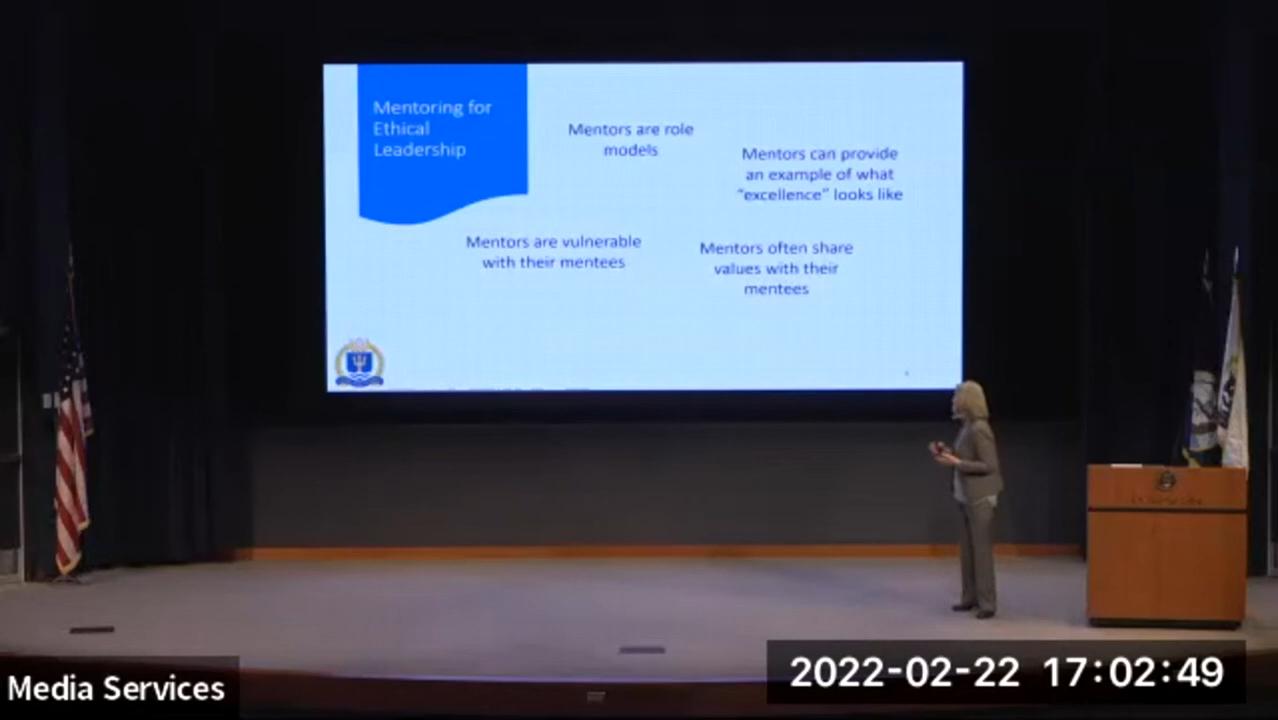 Mentoring for
Ethical
Leadership
Mentors are role
models
Mentors can provide
an example of what
“excellence” looks like
Mentors are vulnerable
with their mentees
Mentors often share
values with their
mentees
Media Services
2022-02-22 17:02:49